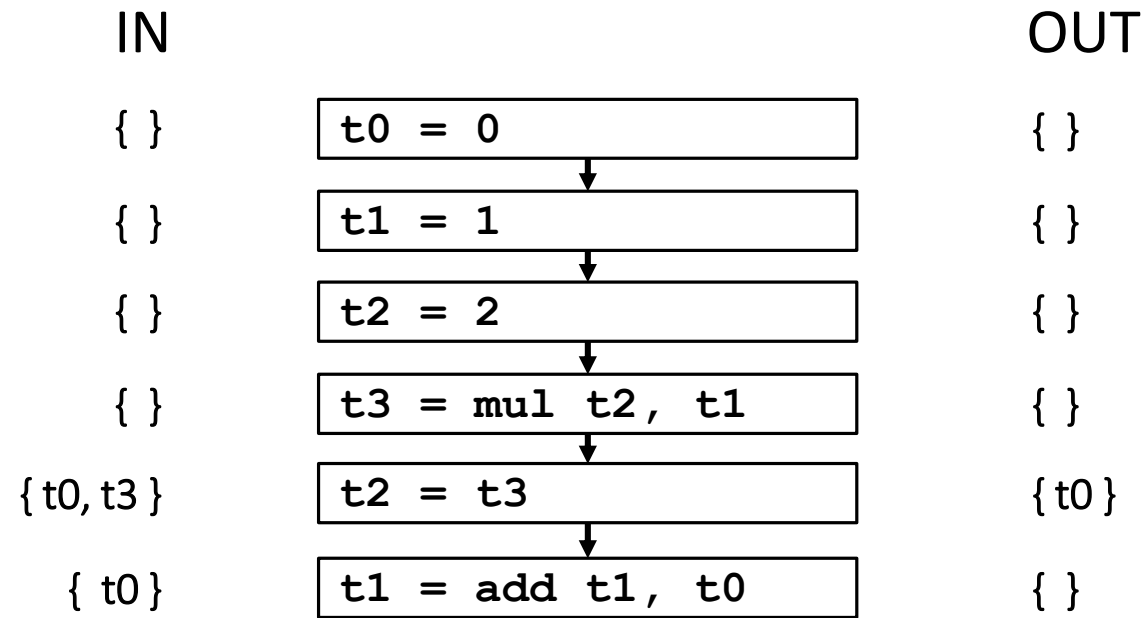 IN OUT
{ } t0 = 0 { }
{ } t1 = 1 { }
{ } t2 = 2 { }
{ } t3 = mul t2, t1 { }
{ t0, t3 } t2 = t3 { t0 }
{ t0 } t1 = add t1, t0 { }